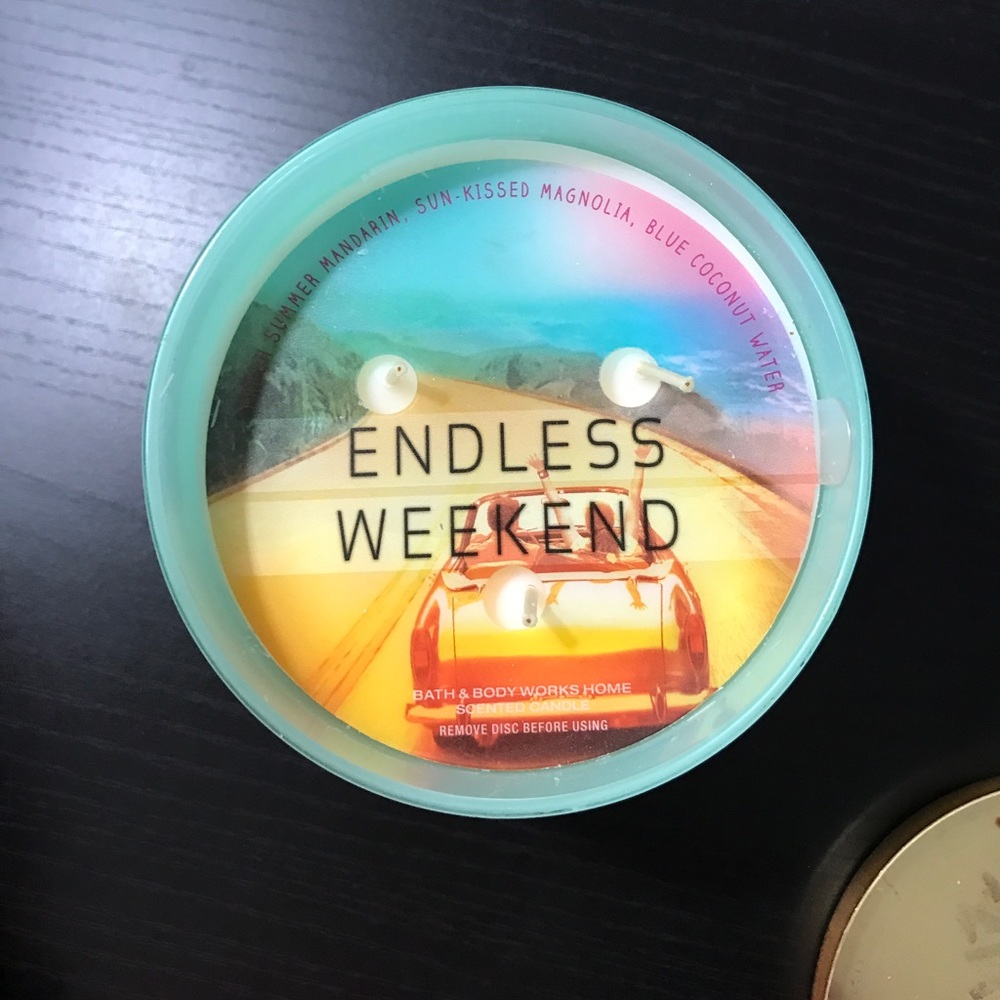 SUMMER MANDARIN, SUN-KISSED MAGNOLIA, BLUE COCONUT WATER
ENDLESS
WEEKEND
BATH & BODY WORKS HOME
SCENTED CANDLE
REMOVE DISC BEFORE USING